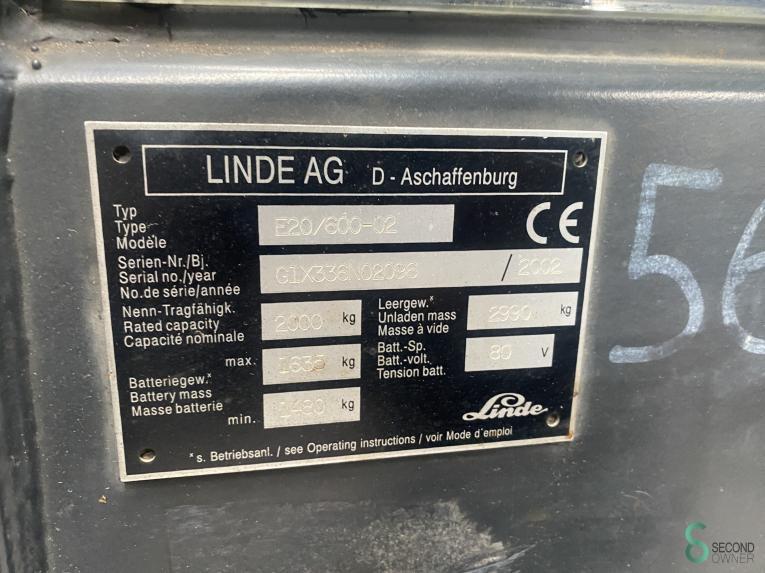 LINDE AG D - Aschaffenburg
Typ
Type
Modèle
E20/600-02
CE
Serien-Nr./Bj.
Serial no./year
No.de série/année
G1X336N02096 / 2002
Nenn-Tragfähigk.
Rated capacity
Capacité nominale
2000 kg
Leergew.*
Unladen mass
Masse à vide
2990 kg
Batt.-Sp.
Batt.-volt.
Tension batt.
80 V
Batteriegew.*
Battery mass
Masse batterie
max. 1635 kg
min. 1480 kg
Linde
* s. Betriebsanl. / see Operating instructions / voir Mode d'emploi
56
SECOND
OWNER